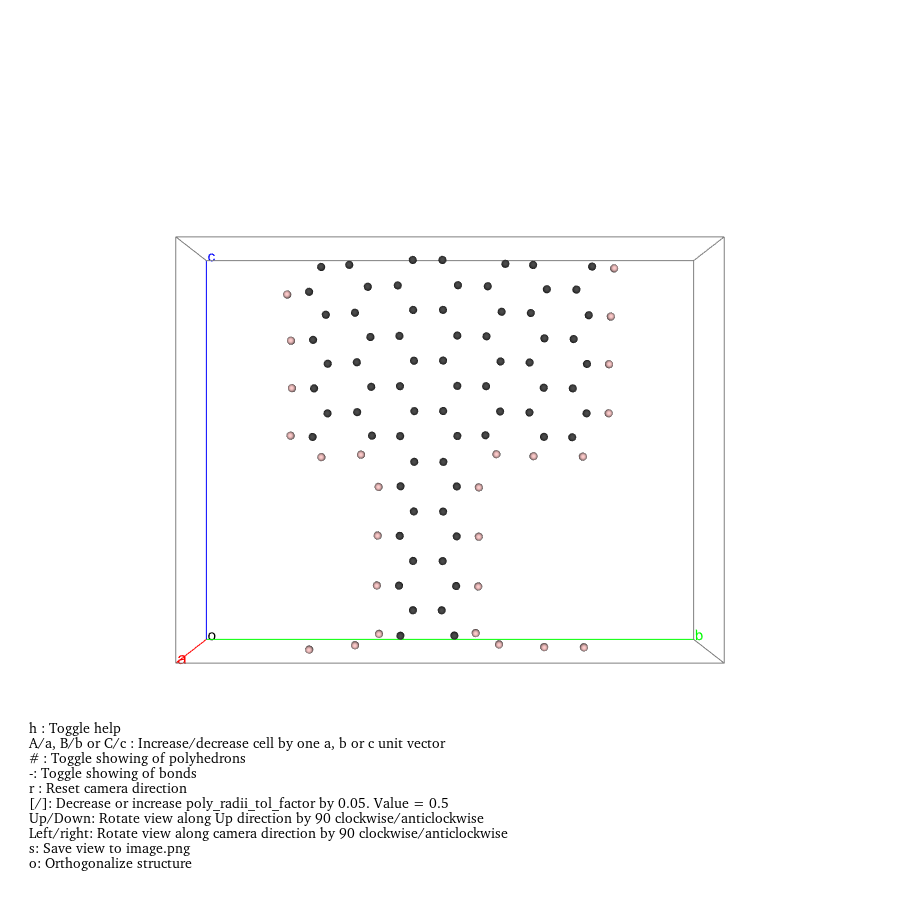 c
o
b
a
h : Toggle help
A/a, B/b or C/c : Increase/decrease cell by one a, b or c unit vector
# : Toggle showing of polyhedrons
-: Toggle showing of bonds
r : Reset camera direction
[/]: Decrease or increase poly_radii_tol_factor by 0.05. Value = 0.5
Up/Down: Rotate view along Up direction by 90 clockwise/anticlockwise
Left/right: Rotate view along camera direction by 90 clockwise/anticlockwise
s: Save view to image.png
o: Orthogonalize structure